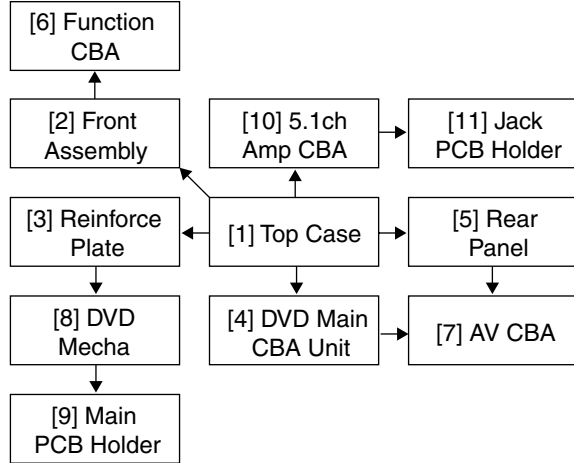 [6] Function
CBA
[2] Front
Assembly
[10] 5.1ch
Amp CBA
[11] Jack
PCB Holder
[3] Reinforce
Plate
[1] Top Case
[5] Rear
Panel
[8] DVD
Mecha
[4] DVD Main
CBA Unit
[7] AV CBA
[9] Main
PCB Holder